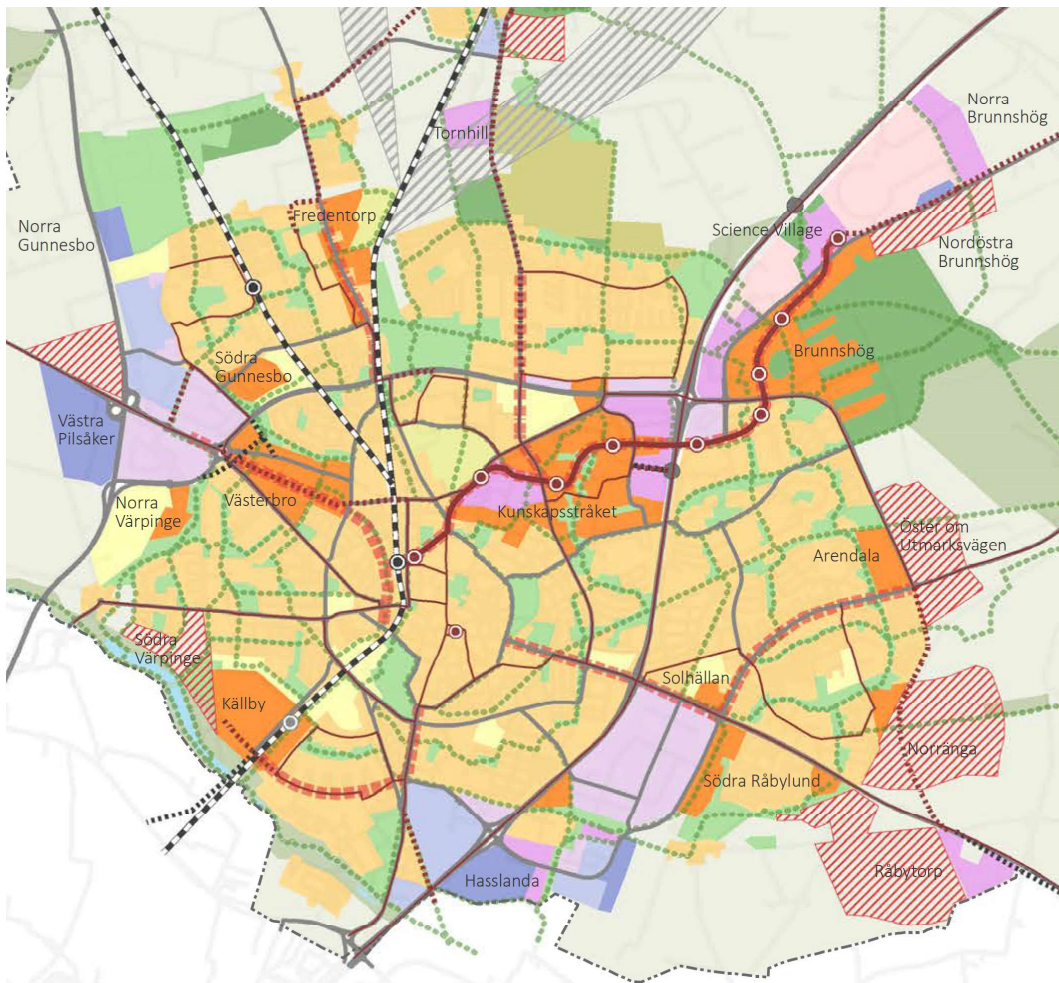 Norra
Brunnshög
Tornhill
Fredentorp
Norra
Gunnesbo
Science Village
Nordöstra
Brunnshög
Södra
Gunnesbo
Brunnshög
Västra
Pilsåker
Västerbro
Norra
Värpinge
Kunskapsstråket
Öster om
Utmarksvägen
Arendala
Södra
Värpinge
Solhällan
Källby
Norränga
Södra Råbylund
Råbytorp
Hasslanda